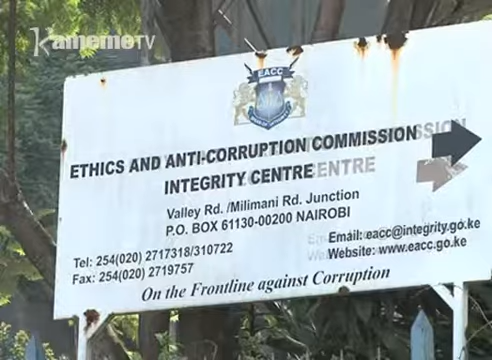 Kameme TV
EACC
ETHICS AND ANTI-CORRUPTION COMMISSION
INTEGRITY CENTRE
Valley Rd. /Milimani Rd. Junction
P.O. BOX 61130-00200 NAIROBI
Tel: 254(020) 2717318/310722
Fax: 254(020) 2719757
Email: eacc@integrity.go.ke
Website: www.eacc.go.ke
On the Frontline against Corruption